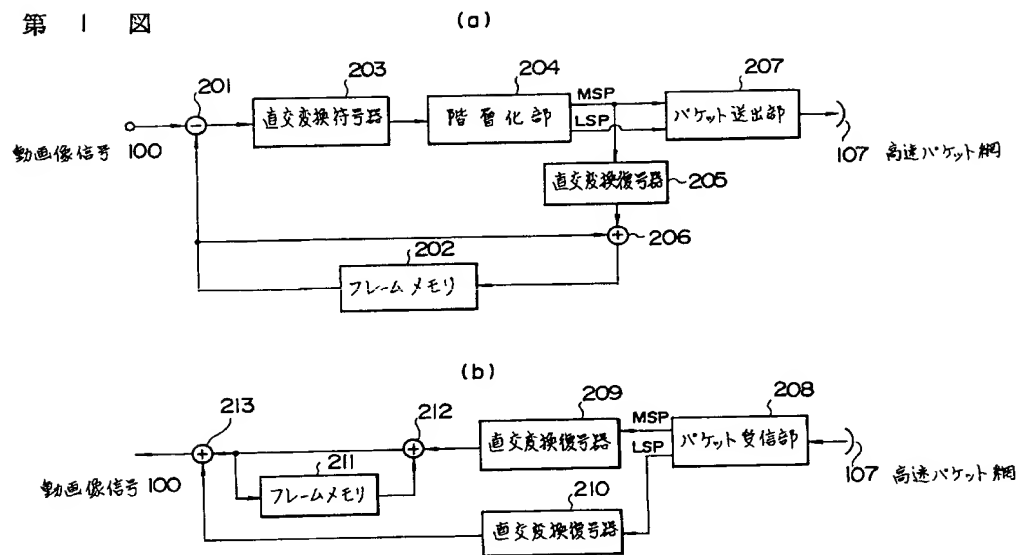 第 1 図
(a)
201
203
204
207
直交変換符号器
階層化部
MSP
LSP
パケット送出部
動画像信号 100
107 高速パケット網
直交変換復号器
205
206
202
フレームメモリ
(b)
213
212
209
208
MSP
LSP
直交変換復号器
パケット受信部
211
動画像信号 100
フレームメモリ
210
107 高速パケット網
直交変換復号器